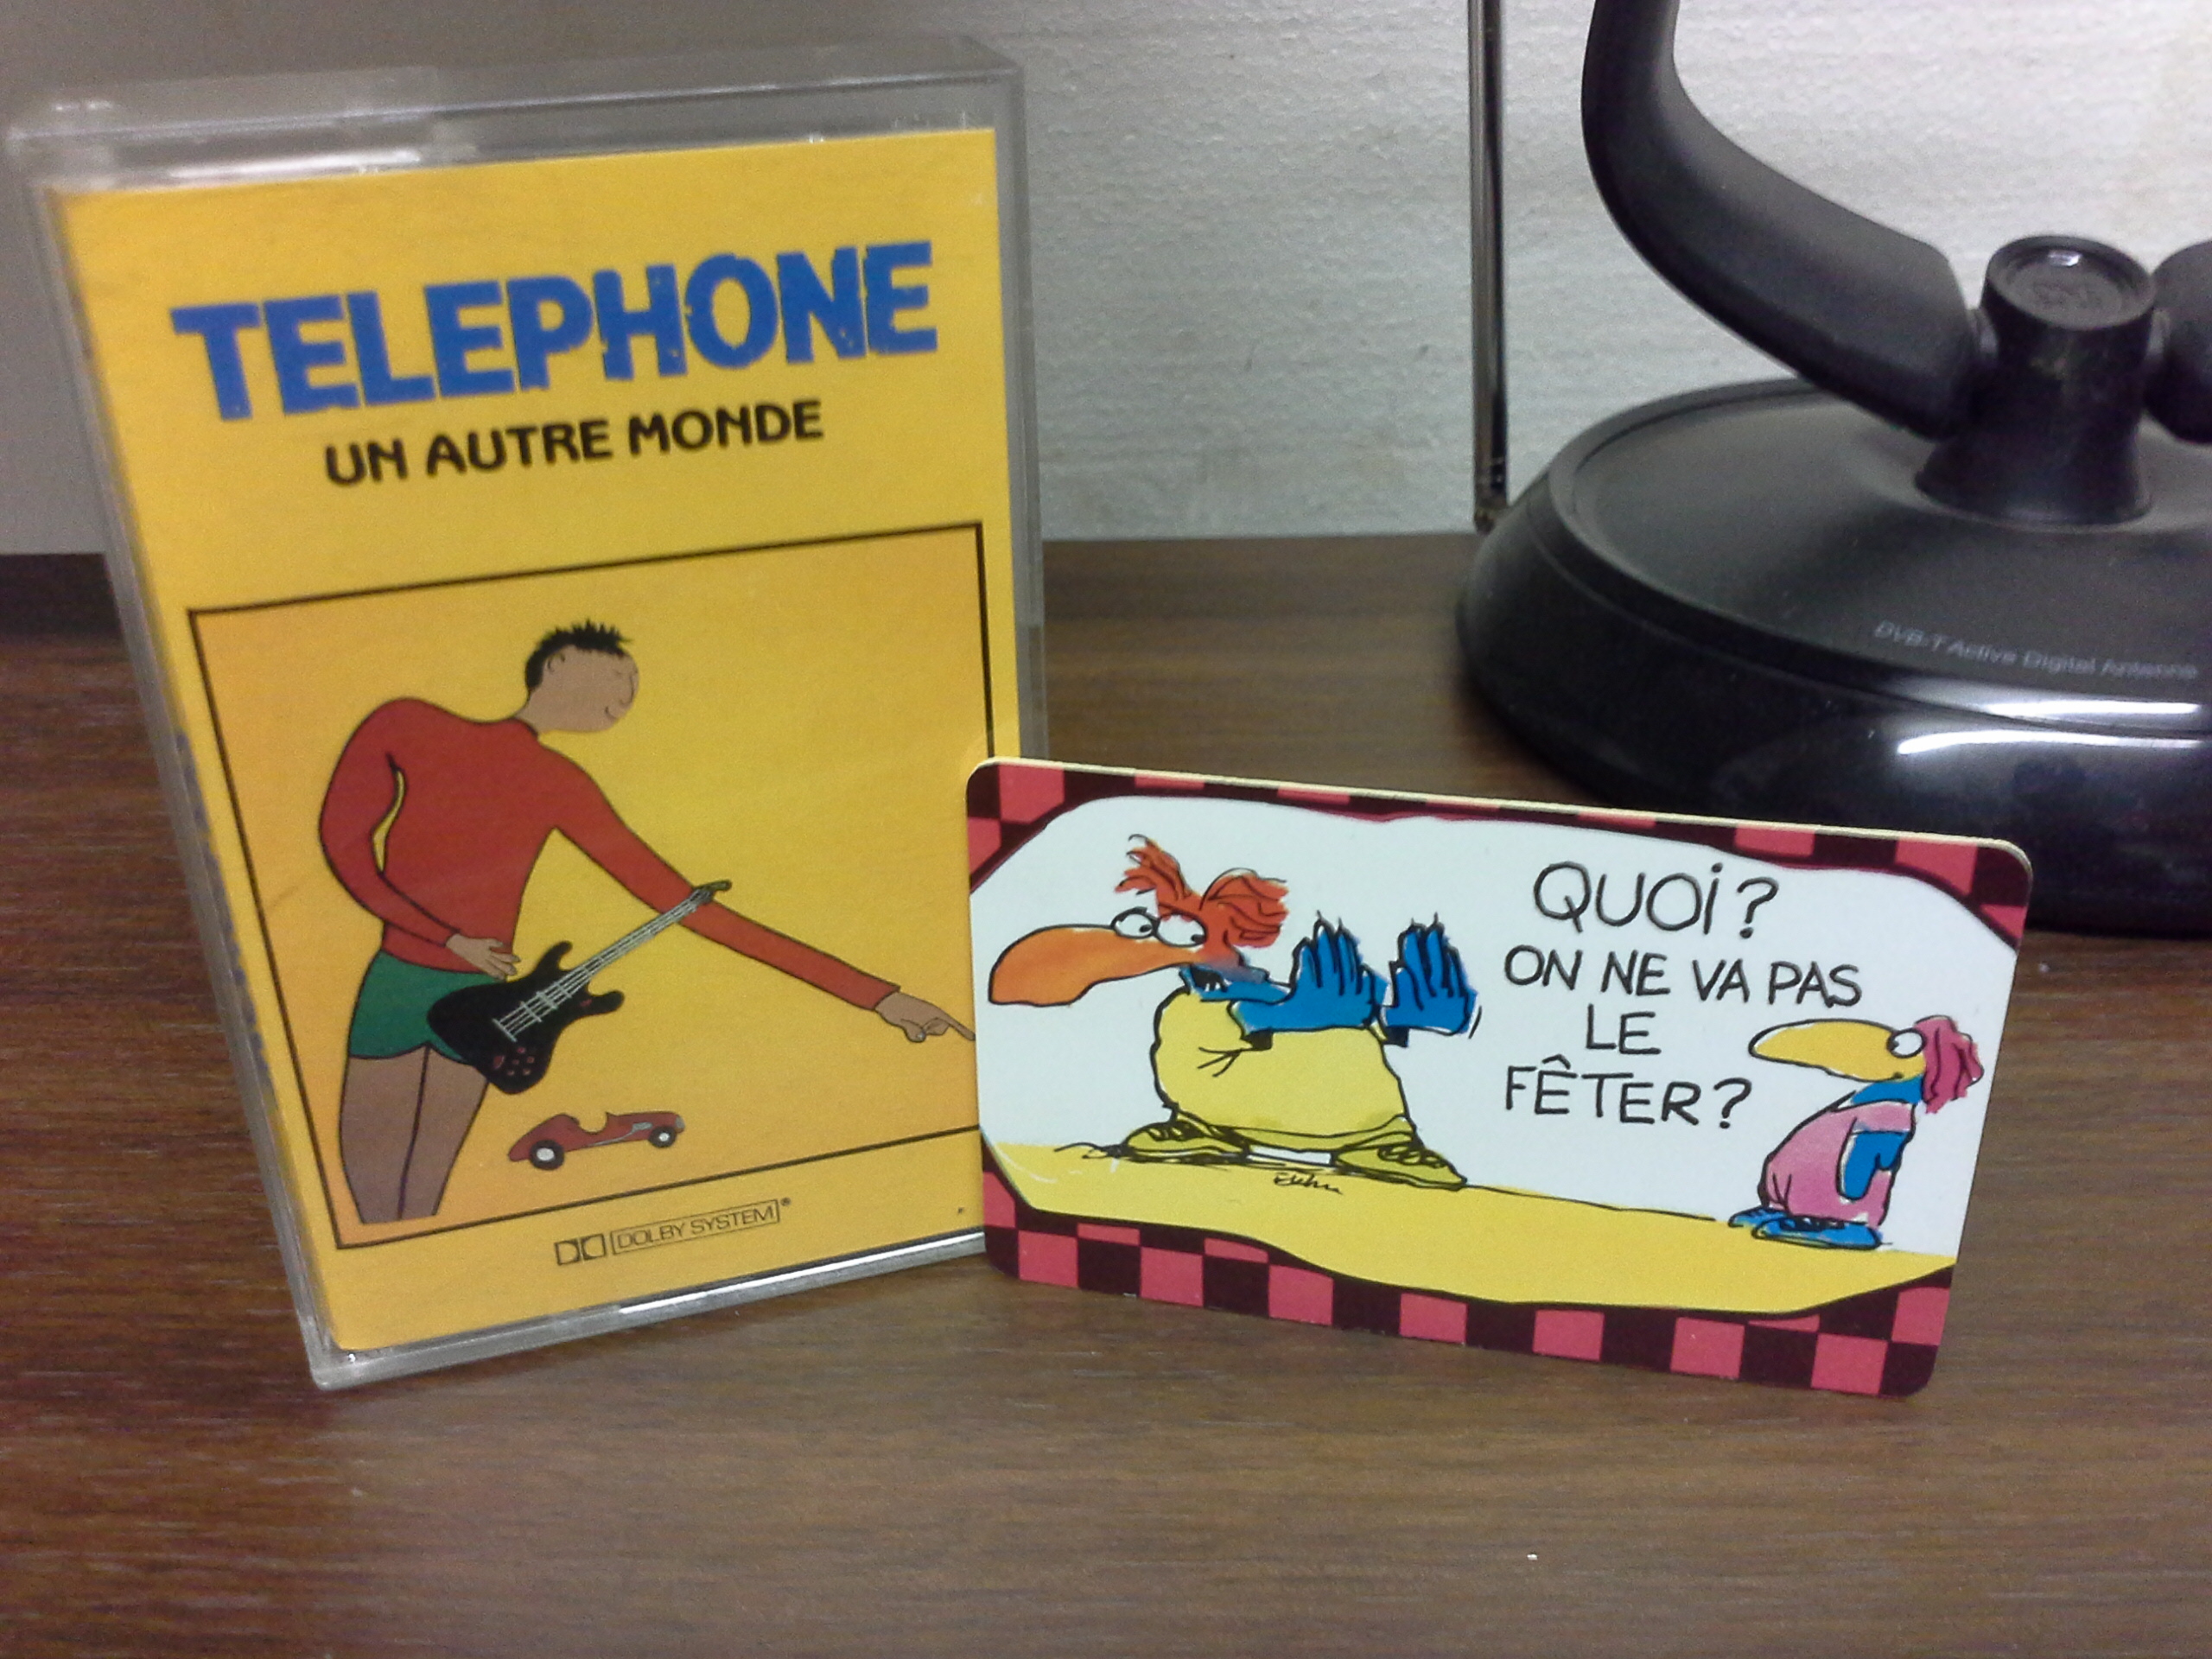 TELEPHONE
UN AUTRE MONDE
DOLBY SYSTEM®
QUOI?
ON NE VA PAS
LE
FÊTER?
DVB-T Active Digital Antenna